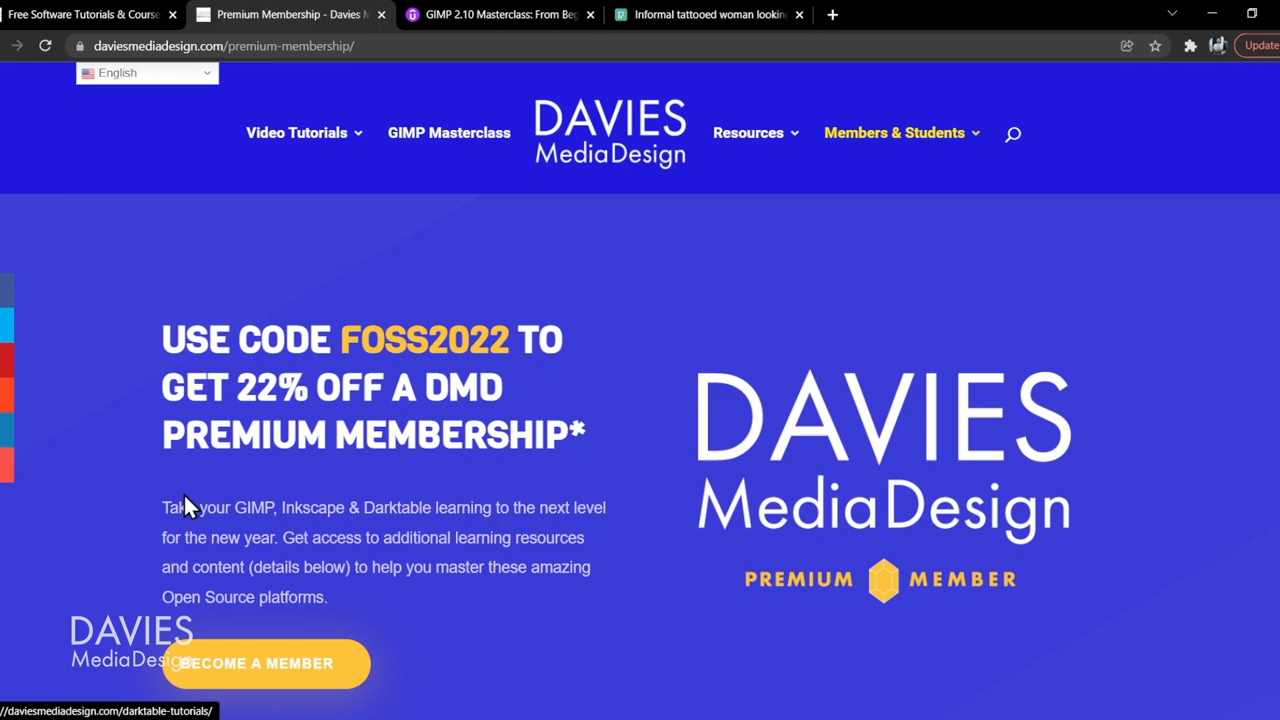 Free Software Tutorials & Course
Premium Membership - Davies M
GIMP 2.10 Masterclass: From Beg
Informal tattooed woman looking
daviesmediadesign.com/premium-membership/
Update
English
Video Tutorials
GIMP Masterclass
DAVIES
MediaDesign
Resources
Members & Students
USE CODE FOSS2022 TO
GET 22% OFF A DMD
PREMIUM MEMBERSHIP*
Take your GIMP, Inkscape & Darktable learning to the next level
for the new year. Get access to additional learning resources
and content (details below) to help you master these amazing
Open Source platforms.
BECOME A MEMBER
DAVIES
MediaDesign
PREMIUM MEMBER
DAVIES
MediaDesign
//daviesmediadesign.com/darktable-tutorials/